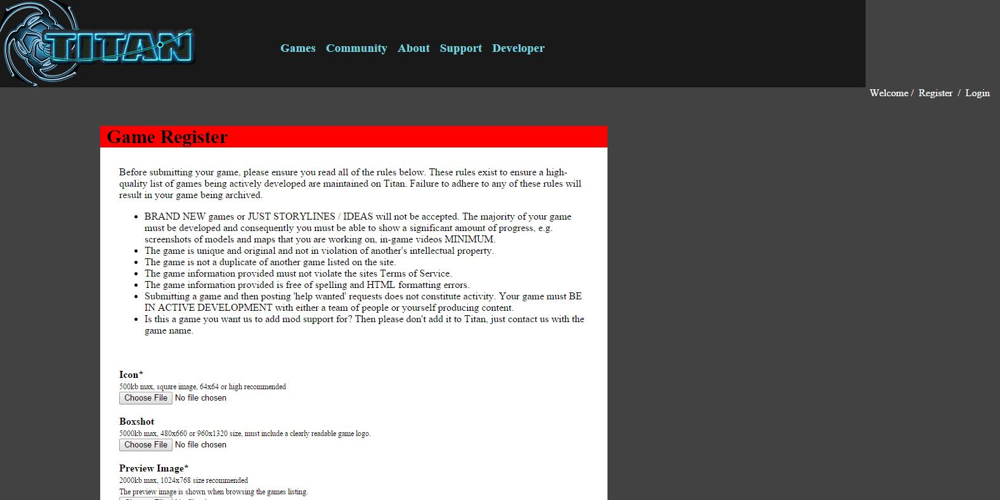 TITAN
Games Community About Support Developer
Welcome / Register / Login
Game Register
Before submitting your game, please ensure you read all of the rules below. These rules exist to ensure a high-
quality list of games being actively developed are maintained on Titan. Failure to adhere to any of these rules will
result in your game being archived.
• BRAND NEW games or JUST STORYLINES / IDEAS will not be accepted. The majority of your game
must be developed and consequently you must be able to show a significant amount of progress, e.g.
screenshots of models and maps that you are working on, in-game videos MINIMUM.
• The game is unique and original and not in violation of another's intellectual property.
• The game is not a duplicate of another game listed on the site.
• The game information provided must not violate the sites Terms of Service.
• The game information provided is free of spelling and HTML formatting errors.
• Submitting a game and then posting 'help wanted' requests does not constitute activity. Your game must BE
IN ACTIVE DEVELOPMENT with either a team of people or yourself producing content.
• Is this a game you want us to add mod support for? Then please don't add it to Titan, just contact us with the
game name.
Icon*
500kb max, square image, 64x64 or high recommended
Choose File No file chosen
Boxshot
5000kb max, 480x660 or 960x1320 size, must include a clearly readable game logo.
Choose File No file chosen
Preview Image*
2000kb max, 1024x768 size recommended
The preview image is shown when browsing the games listing.